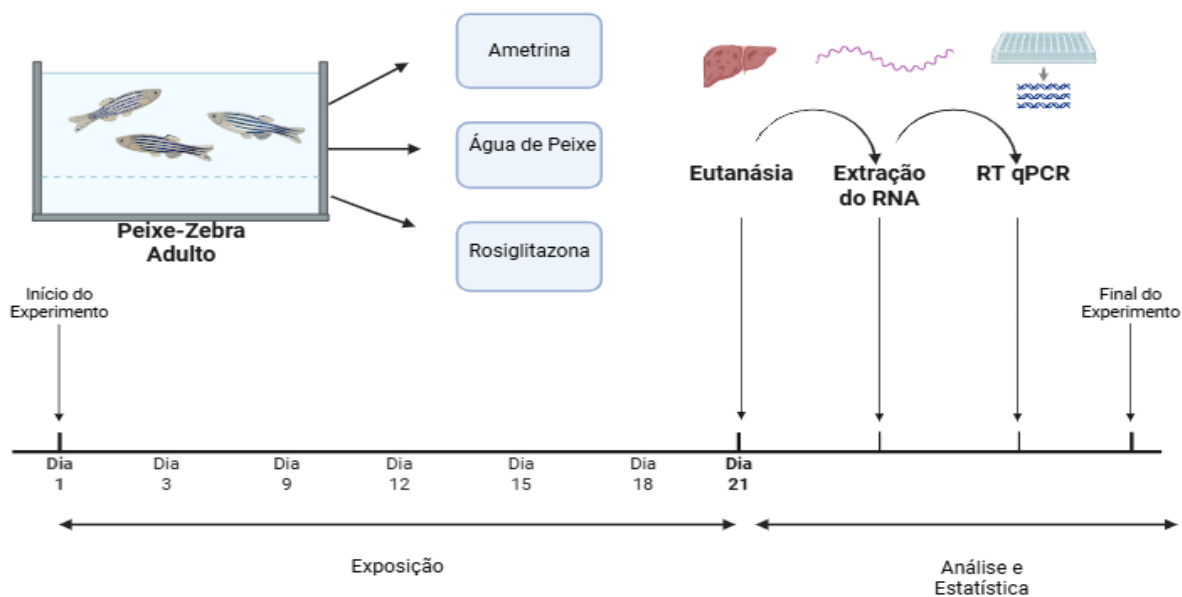 Ametrina
Água de Peixe
Rosiglitazona
Peixe-Zebra
Adulto
Eutanásia
Extração
do RNA
RT qPCR
Início do
Experimento
Final do
Experimento
Dia
1
Dia
3
Dia
9
Dia
12
Dia
15
Dia
18
Dia
21
Exposição
Análise e
Estatística